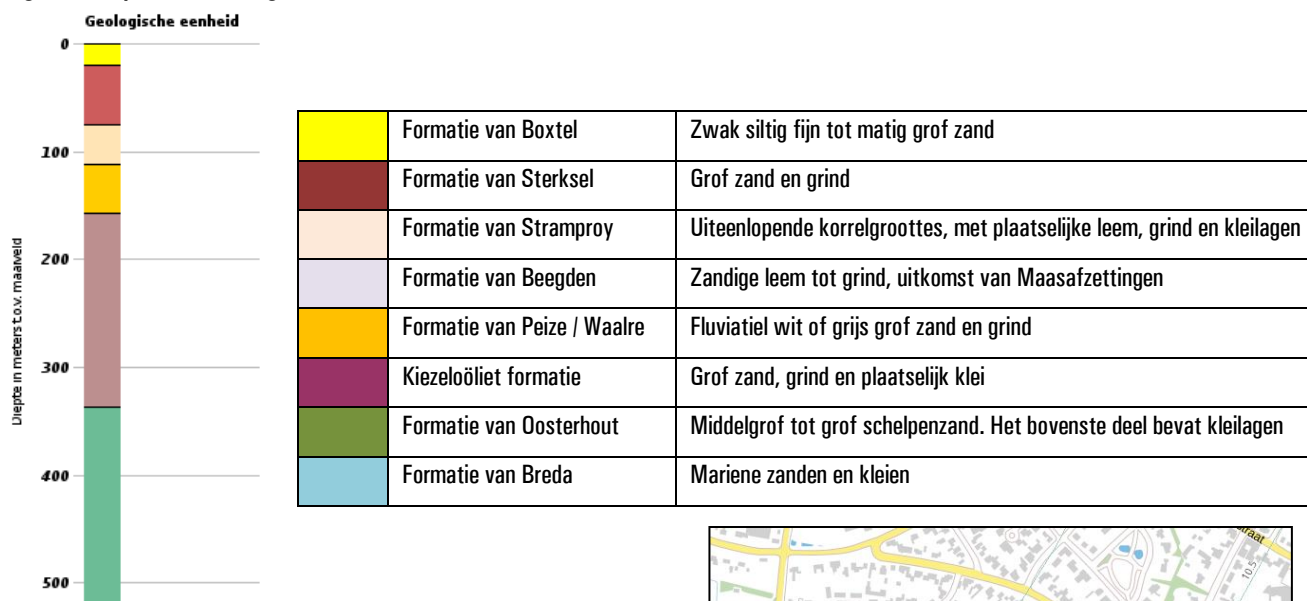 Geologische eenheid
0
100
200
300
400
500
Diepte in meters t.o.v. maaiveld
Formatie van Boxtel Zwak siltig fijn tot matig grof zand
Formatie van Sterksel Grof zand en grind
Formatie van Stramproy Uiteenlopende korrelgroottes, met plaatselijke leem, grind en kleilagen
Formatie van Beegden Zandige leem tot grind, uitkomst van Maasafzettingen
Formatie van Peize / Waalre Fluviatiel wit of grijs grof zand en grind
Kiezeloöliet formatie Grof zand, grind en plaatselijk klei
Formatie van Oosterhout Middelgrof tot grof schelpenzand. Het bovenste deel bevat kleilagen
Formatie van Breda Mariene zanden en kleien
straat
10.5